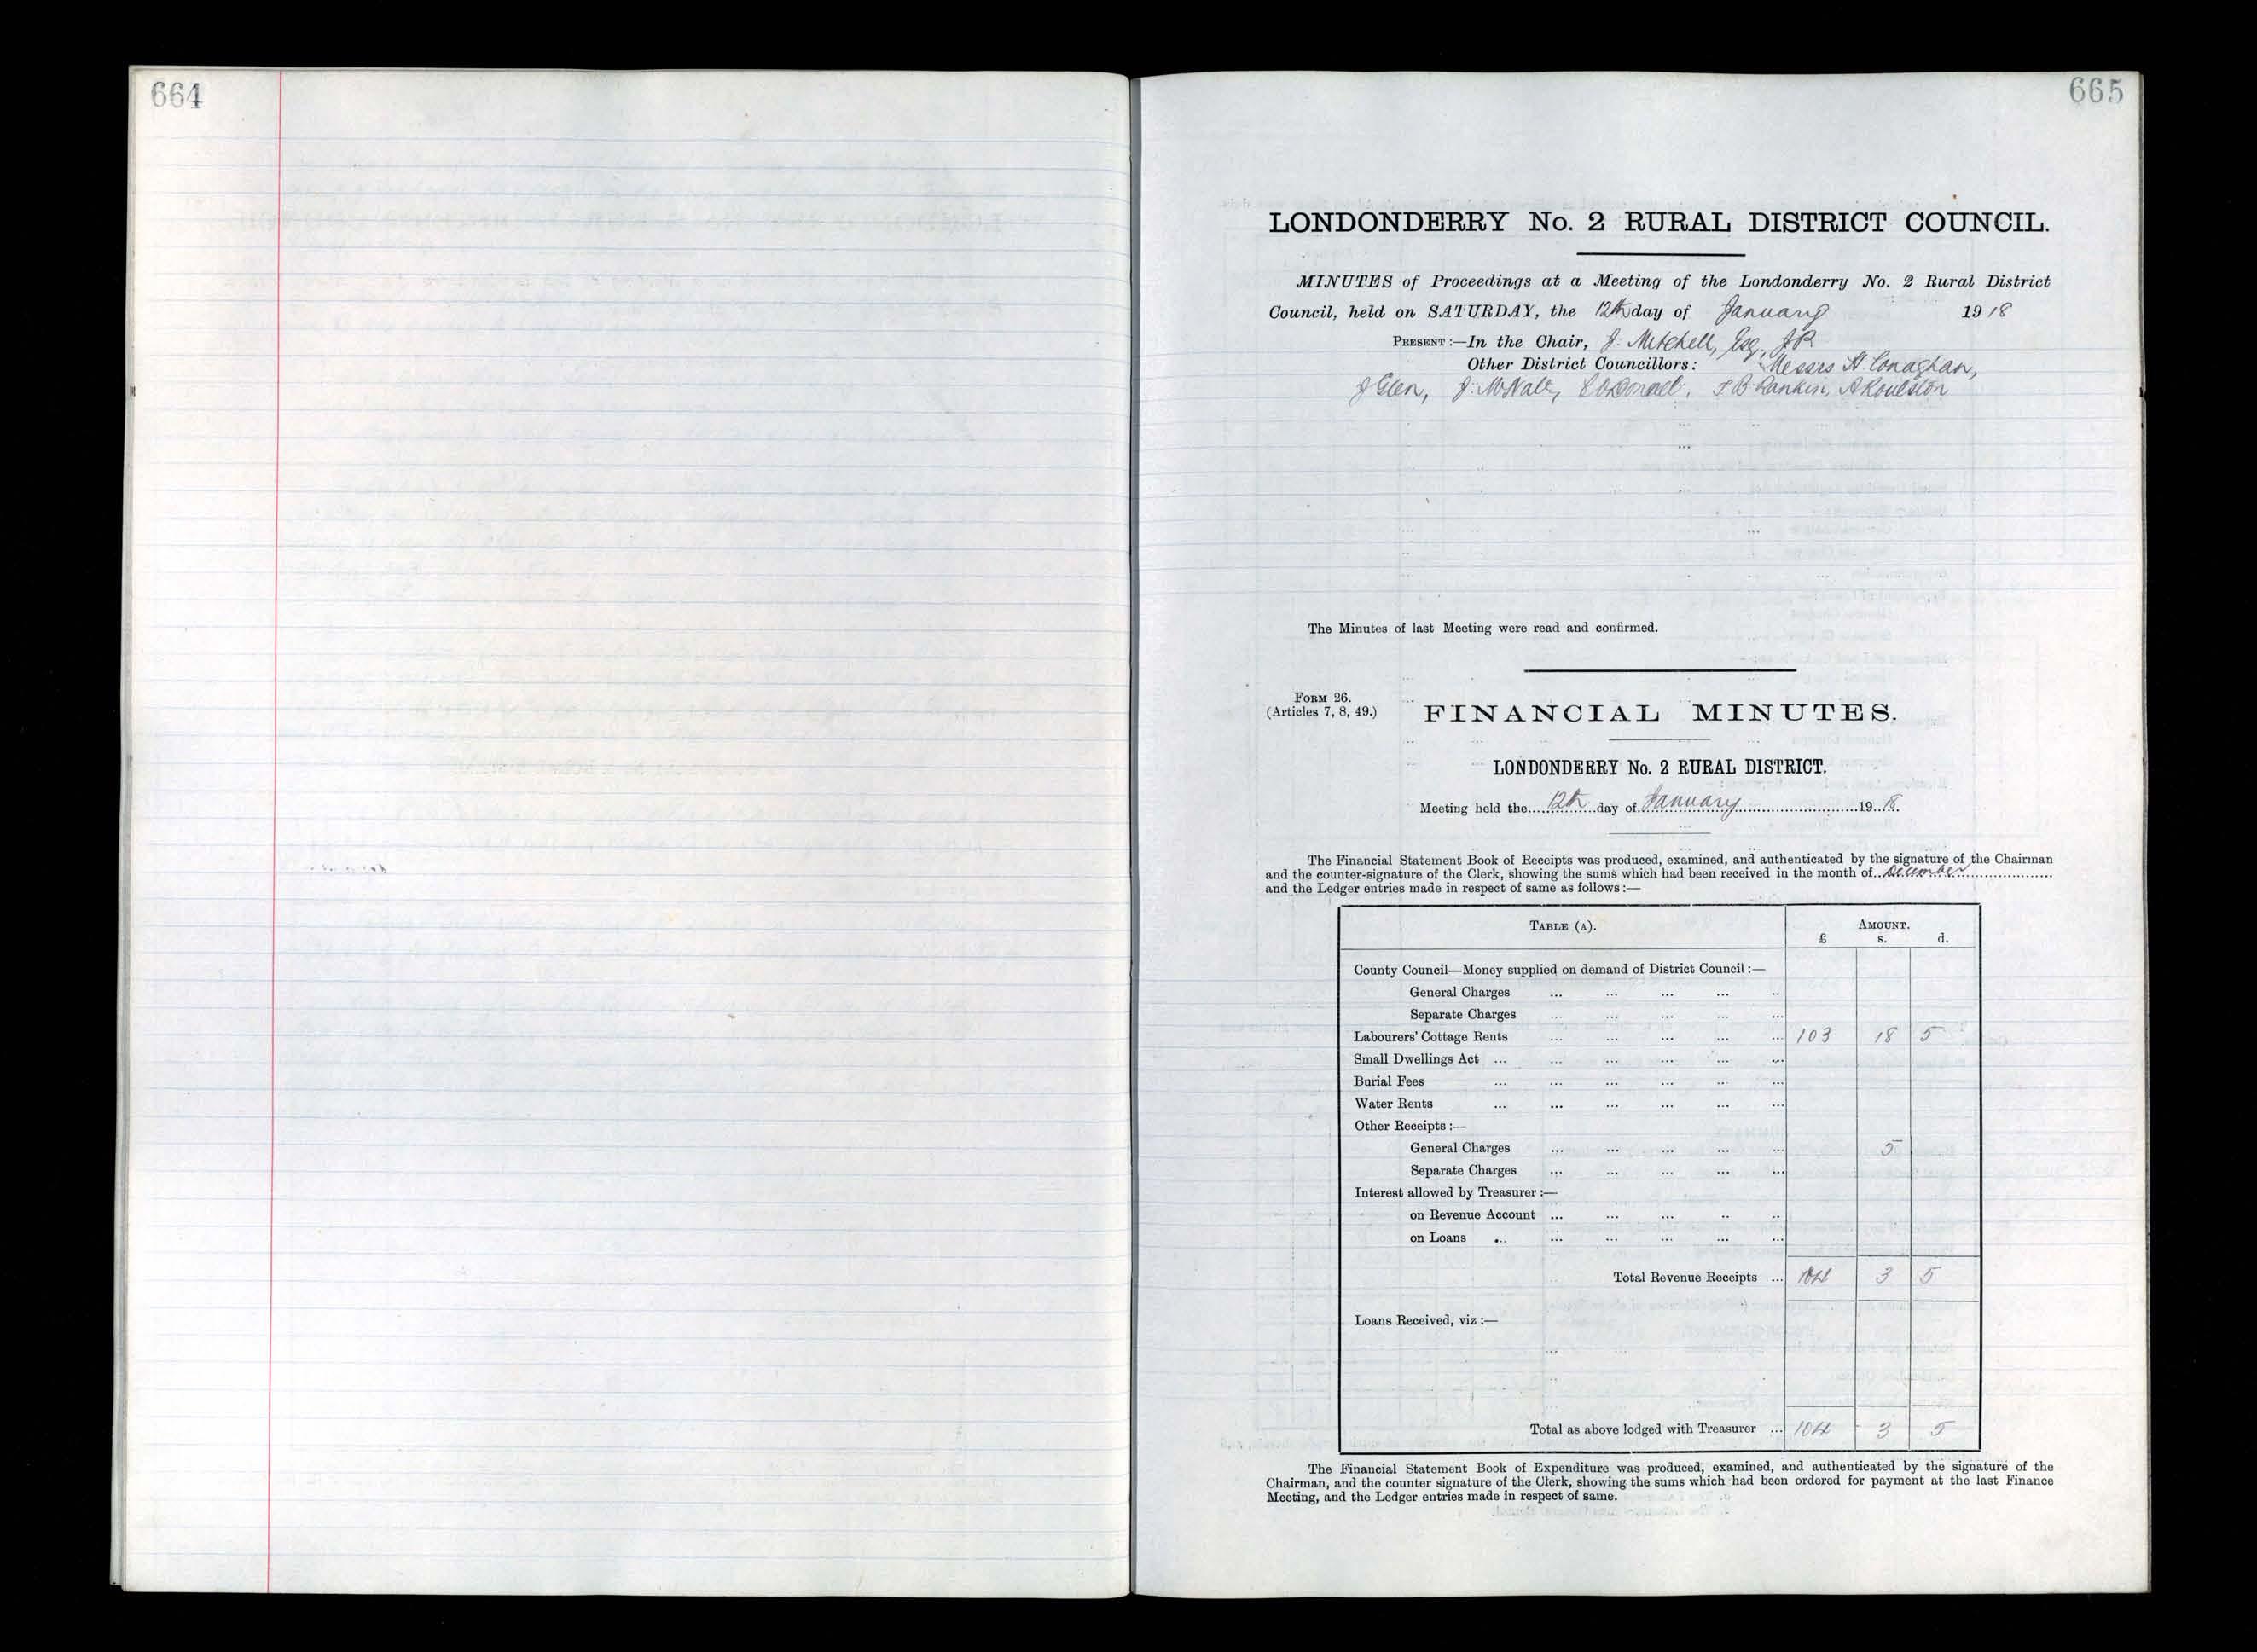 664
665
LONDONDERRY No. 2 RURAL DISTRICT COUNCIL.
MINUTES of Proceedings at a Meeting of the Londonderry No. 2 Rural District
Council, held on SATURDAY, the 12th day of January 1918
PRESENT :—In the Chair, J. Mitchell, Esq., JP
Other District Councillors: Messrs H Conaghan,
J Glen, J. McNalt, O'Donnell, J B Rankin, A Roulston
The Minutes of last Meeting were read and confirmed.
FORM 26.
(Articles 7, 8, 49.)
FINANCIAL MINUTES.
LONDONDERRY No. 2 RURAL DISTRICT.
Meeting held the 12th day of January 1918
The Financial Statement Book of Receipts was produced, examined, and authenticated by the signature of the Chairman
and the counter-signature of the Clerk, showing the sums which had been received in the month of December
and the Ledger entries made in respect of same as follows :—
TABLE (A). AMOUNT.
£ s. d.
County Council—Money supplied on demand of District Council :—
General Charges
Separate Charges
Labourers' Cottage Rents 103 18 5
Small Dwellings Act
Burial Fees
Water Rents
Other Receipts :—
General Charges 5
Separate Charges
Interest allowed by Treasurer :—
on Revenue Account
on Loans
Total Revenue Receipts 104 3 5
Loans Received, viz :—
Total as above lodged with Treasurer 104 3 5
The Financial Statement Book of Expenditure was produced, examined, and authenticated by the signature of the
Chairman, and the counter signature of the Clerk, showing the sums which had been ordered for payment at the last Finance
Meeting, and the Ledger entries made in respect of same.